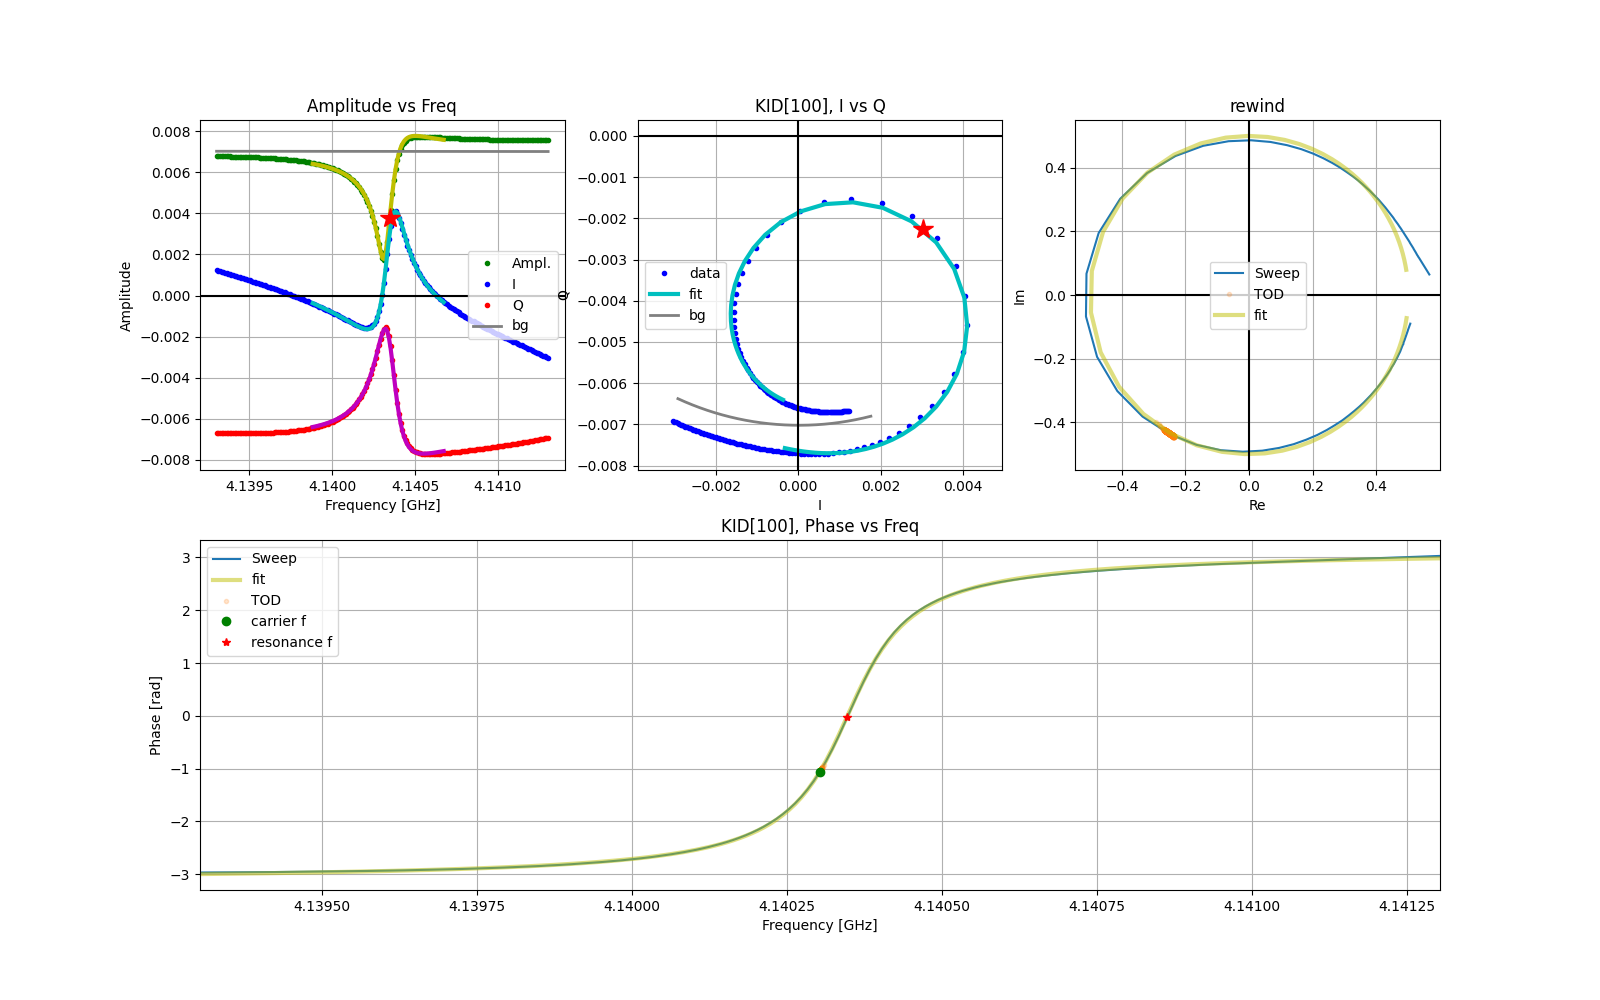 Amplitude vs Freq
0.008
0.006
0.004
0.002
0.000
−0.002
−0.004
−0.006
−0.008
Amplitude
Ampl.
I
Q
bg
4.1395
4.1400
4.1405
4.1410
Frequency [GHz]
KID[100], I vs Q
0.000
−0.001
−0.002
−0.003
−0.004
−0.005
−0.006
−0.007
−0.008
Q
data
fit
bg
−0.002
0.000
0.002
0.004
I
rewind
0.4
0.2
0.0
−0.2
−0.4
Im
Sweep
TOD
fit
−0.4
−0.2
0.0
0.2
0.4
Re
KID[100], Phase vs Freq
3
2
1
0
−1
−2
−3
Phase [rad]
Sweep
fit
TOD
carrier f
resonance f
4.13950
4.13975
4.14000
4.14025
4.14050
4.14075
4.14100
4.14125
Frequency [GHz]